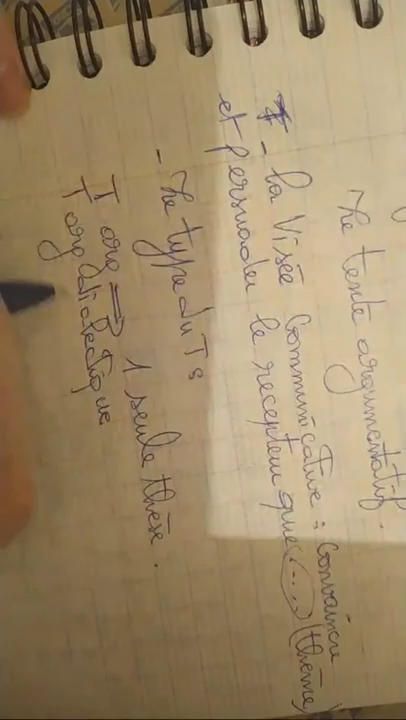 Le texte argumentatif.
I - La Visée Communicative : Convaincre
et persuader le recepteur que (....) (thème)
- Le type du T :
T arg ⇒ 1 seule thèse.
T arg dialectique